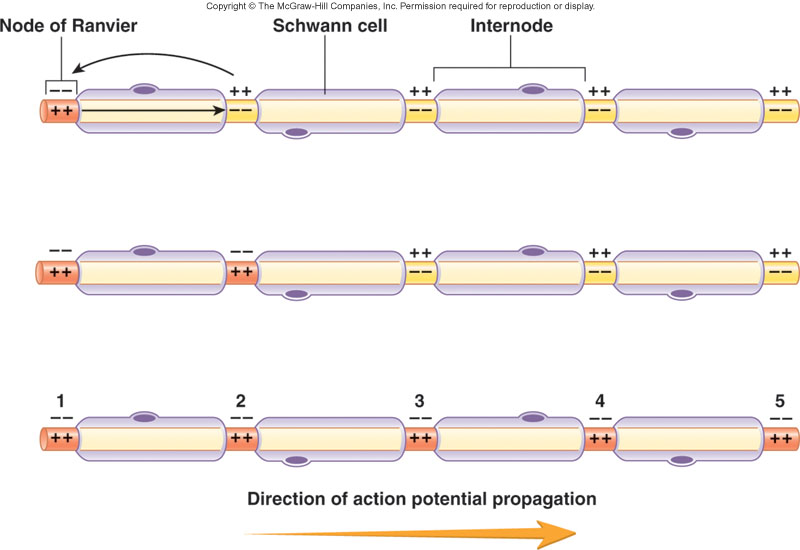 Copyright © The McGraw-Hill Companies, Inc. Permission required for reproduction or display.
Node of Ranvier Schwann cell Internode
−− ++ ++ ++ ++
++ −− −− −− −−
−− −− ++ ++ ++
++ ++ −− −− −−
1 2 3 4 5
−− −− −− −− −−
++ ++ ++ ++ ++
Direction of action potential propagation